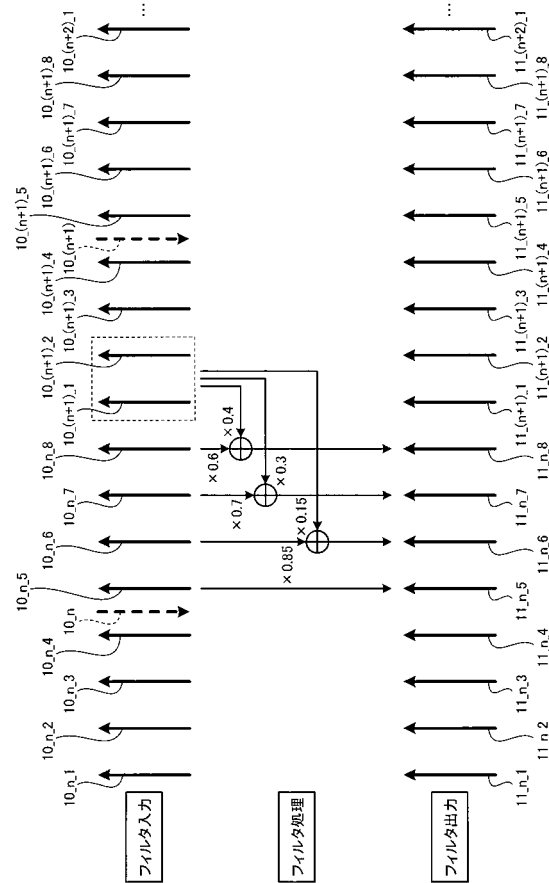 フィルタ入力
10_n_1
10_n_2
10_n_3
10_n_4
10_n
10_n_5
10_n_6
10_n_7
10_n_8
10_(n+1)_1
10_(n+1)_2
10_(n+1)_3
10_(n+1)_4
10_(n+1)
10_(n+1)_5
10_(n+1)_6
10_(n+1)_7
10_(n+1)_8
10_(n+2)_1
…
フィルタ処理
×0.85
×0.15
×0.7
×0.3
×0.6
×0.4
フィルタ出力
11_n_1
11_n_2
11_n_3
11_n_4
11_n_5
11_n_6
11_n_7
11_n_8
11_(n+1)_1
11_(n+1)_2
11_(n+1)_3
11_(n+1)_4
11_(n+1)_5
11_(n+1)_6
11_(n+1)_7
11_(n+1)_8
11_(n+2)_1
…